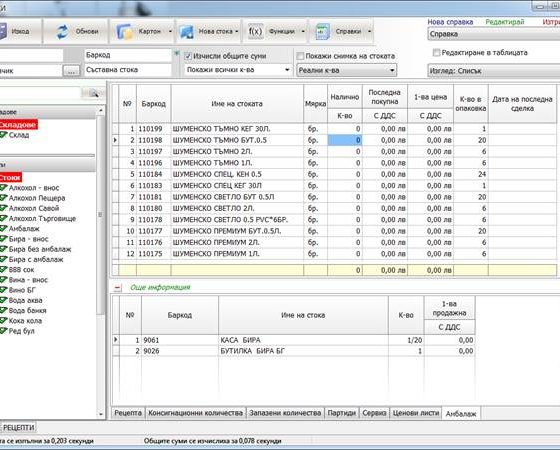 КИ
Изход
Обнови
Картон
Нова стока
f(x) Функции
Справки
Нова справка Редактирай Изтри
Справка
Баркод
Изчисли общите суми
Покажи снимка на стоката
Редактиране в таблицата
чик ... Съставна стока
Покажи всички к-ва
Реални к-ва
Изглед: Списък
адове
Складове
Склад
Стоки
Алкохол - внос
Алкохол Пещера
Алкохол Савой
Алкохол Търговище
Амбалаж
Бира - внос
Бира без амбалаж
Бира с амбалаж
ВВВ сок
Вина - внос
Вино БГ
Вода аква
Вода банкя
Кока кола
Ред бул
№ Баркод Име на стоката Мярка Налично Последна покупна 1-ва цена К-во в опаковка Дата на последна сделка
К-во С ДДС С ДДС
1 110199 ШУМЕНСКО ТЪМНО КЕГ 30Л. бр. 0 0,00 лв 0,00 лв 1
2 110198 ШУМЕНСКО ТЪМНО БУТ.0.5 бр. 0 0,00 лв 0,00 лв 20
3 110197 ШУМЕНСКО ТЪМНО 2Л. бр. 0 0,00 лв 0,00 лв 6
4 110196 ШУМЕНСКО ТЪМНО 1Л. бр. 0 0,00 лв 0,00 лв 6
5 110184 ШУМЕНСКО СПЕЦ. КЕН 0.5 бр. 0 0,00 лв 0,00 лв 24
6 110183 ШУМЕНСКО СПЕЦ КЕГ 30Л бр. 0 0,00 лв 0,00 лв 1
7 110181 ШУМЕНСКО СВЕТЛО БУТ 0.5Л бр. 0 0,00 лв 0,00 лв 20
8 110180 ШУМЕНСКО СВЕТЛО 2Л. бр. 0 0,00 лв 0,00 лв 6
9 110178 ШУМЕНСКО СВЕТЛО 0.5 PVC*6БР. бр. 0 0,00 лв 0,00 лв 6
10 110177 ШУМЕНСКО ПРЕМИУМ БУТ.0.5Л. бр. 0 0,00 лв 0,00 лв 20
11 110176 ШУМЕНСКО ПРЕМИУМ 2Л. бр. 0 0,00 лв 0,00 лв 6
12 110175 ШУМЕНСКО ПРЕМИУМ 1Л. бр. 0 0,00 лв 0,00 лв 6
0 0,00 лв 0,00 лв
Още информация
№ Баркод Име на стока К-во 1-ва продажна
С ДДС
1 9061 КАСА БИРА 1/20 0,00
2 9026 БУТИЛКА БИРА БГ 1 0,00
Рецепта Консигнационни количества Запазени количества Партиди Сервиз Ценови листи Анбалаж
РЕЦЕПТИ
та се изпълни за 0,203 секунди Общите суми се изчислиха за 0,078 секунди